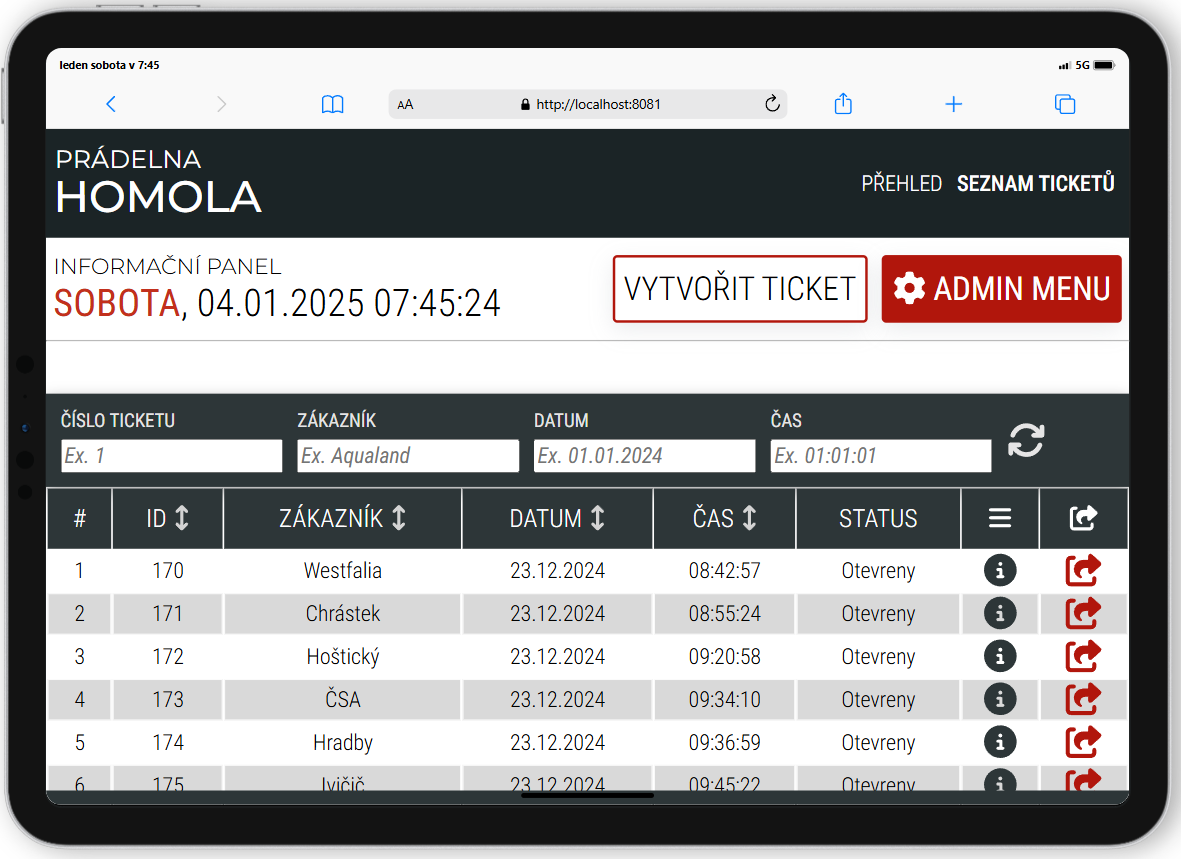 leden sobota v 7:45
5G
AA
http://localhost:8081
PRÁDELNA
HOMOLA
PŘEHLED SEZNAM TICKETŮ
INFORMAČNÍ PANEL
SOBOTA, 04.01.2025 07:45:24
VYTVOŘIT TICKET
ADMIN MENU
ČÍSLO TICKETU ZÁKAZNÍK DATUM ČAS
Ex. 1 Ex. Aqualand Ex. 01.01.2024 Ex. 01:01:01
# ID ZÁKAZNÍK DATUM ČAS STATUS
1 170 Westfalia 23.12.2024 08:42:57 Otevreny
2 171 Chrástek 23.12.2024 08:55:24 Otevreny
3 172 Hoštický 23.12.2024 09:20:58 Otevreny
4 173 ČSA 23.12.2024 09:34:10 Otevreny
5 174 Hradby 23.12.2024 09:36:59 Otevreny
6 175 Ivičič 23.12.2024 09:45:22 Otevreny